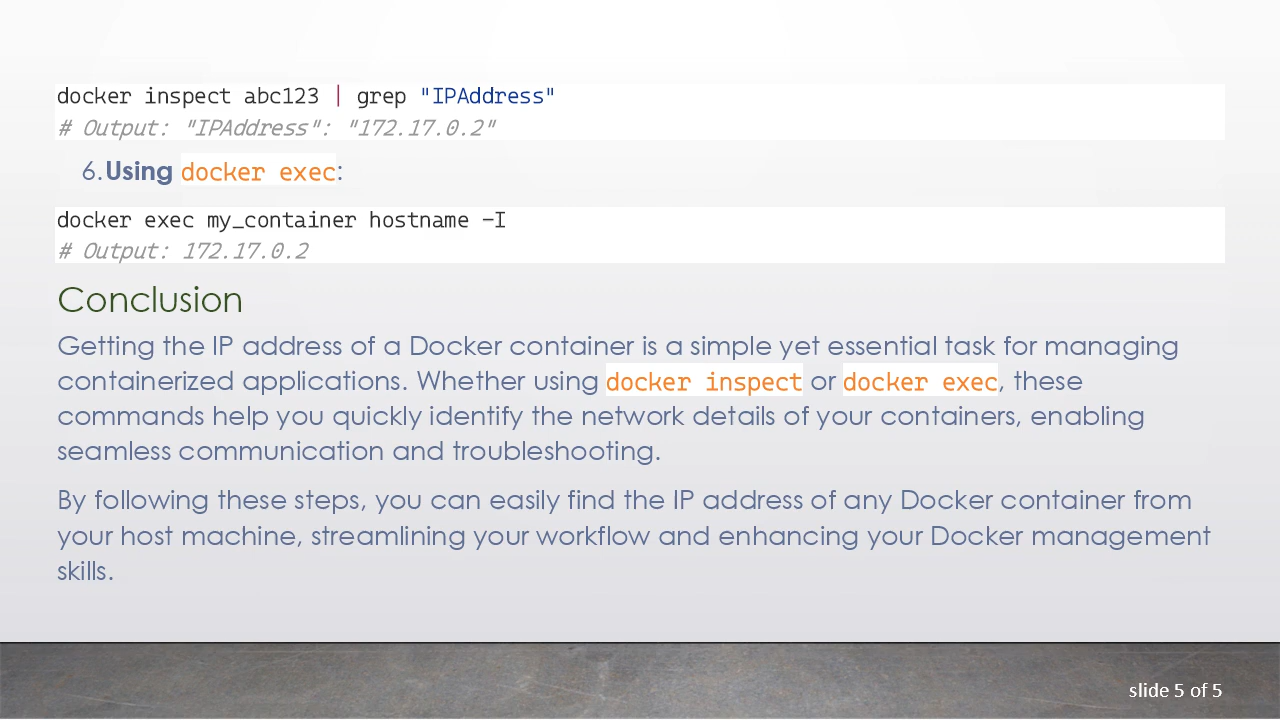 docker inspect abc123 | grep "IPAddress"
# Output: "IPAddress": "172.17.0.2"
6.Using docker exec:
docker exec my_container hostname -I
# Output: 172.17.0.2
Conclusion
Getting the IP address of a Docker container is a simple yet essential task for managing
containerized applications. Whether using docker inspect or docker exec, these
commands help you quickly identify the network details of your containers, enabling
seamless communication and troubleshooting.
By following these steps, you can easily find the IP address of any Docker container from
your host machine, streamlining your workflow and enhancing your Docker management
skills.
slide 5 of 5